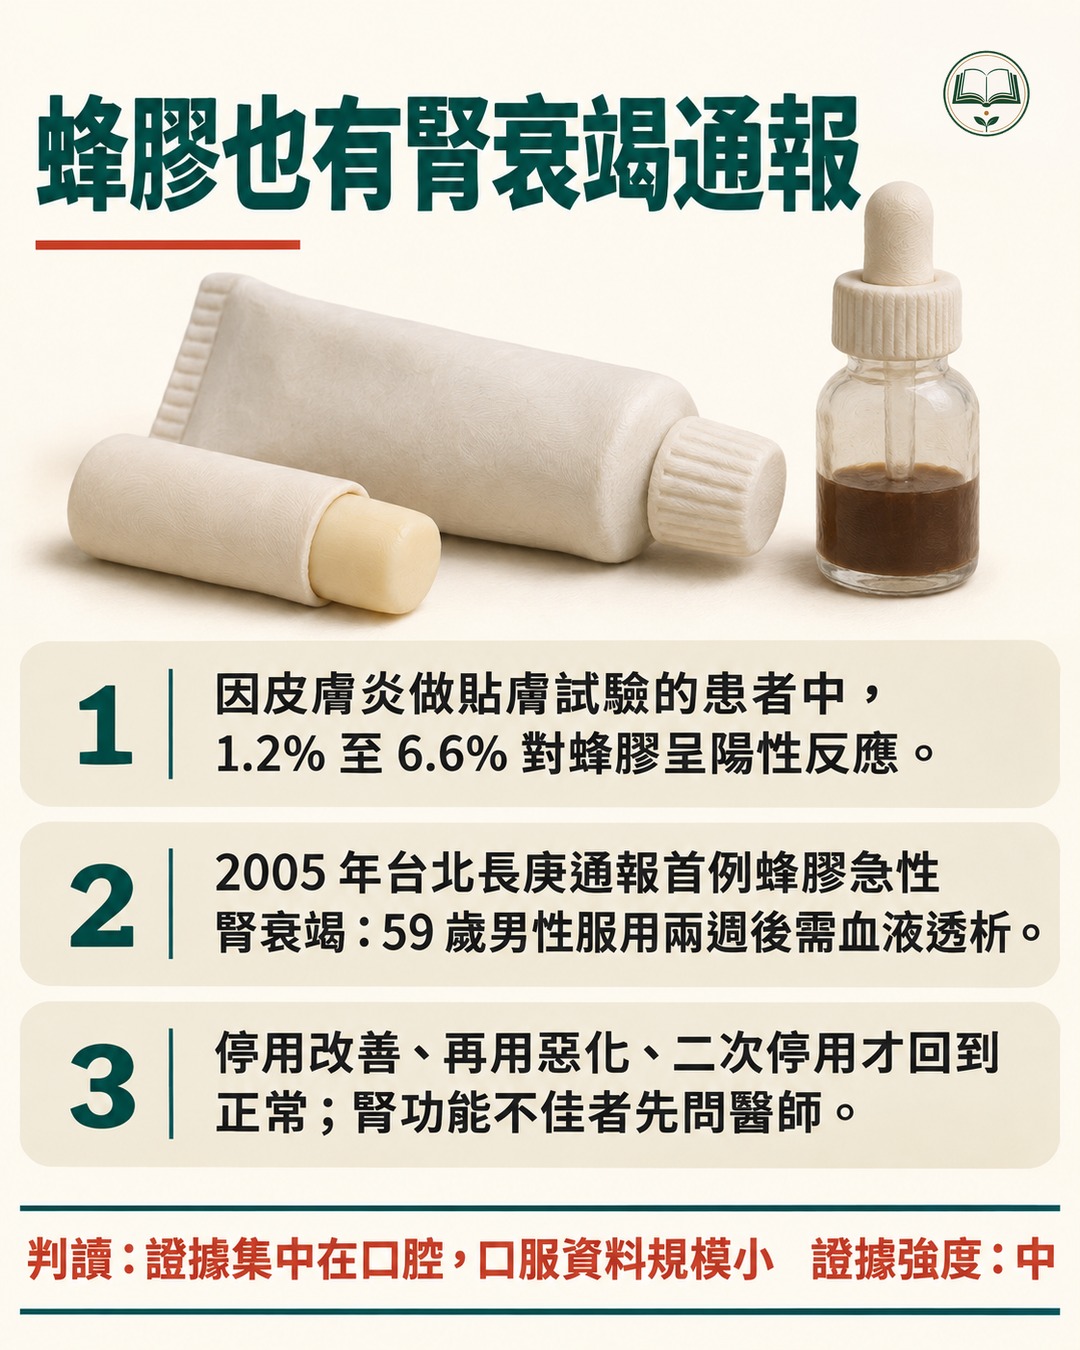 蜂膠也有腎衰竭通報
1
因皮膚炎做貼膚試驗的患者中，
1.2% 至 6.6% 對蜂膠呈陽性反應。
2
2005 年台北長庚通報首例蜂膠急性
腎衰竭：59 歲男性服用兩週後需血液透析。
3
停用改善、再用惡化、二次停用才回到
正常；腎功能不佳者先問醫師。
判讀：證據集中在口腔，口服資料規模小　證據強度：中